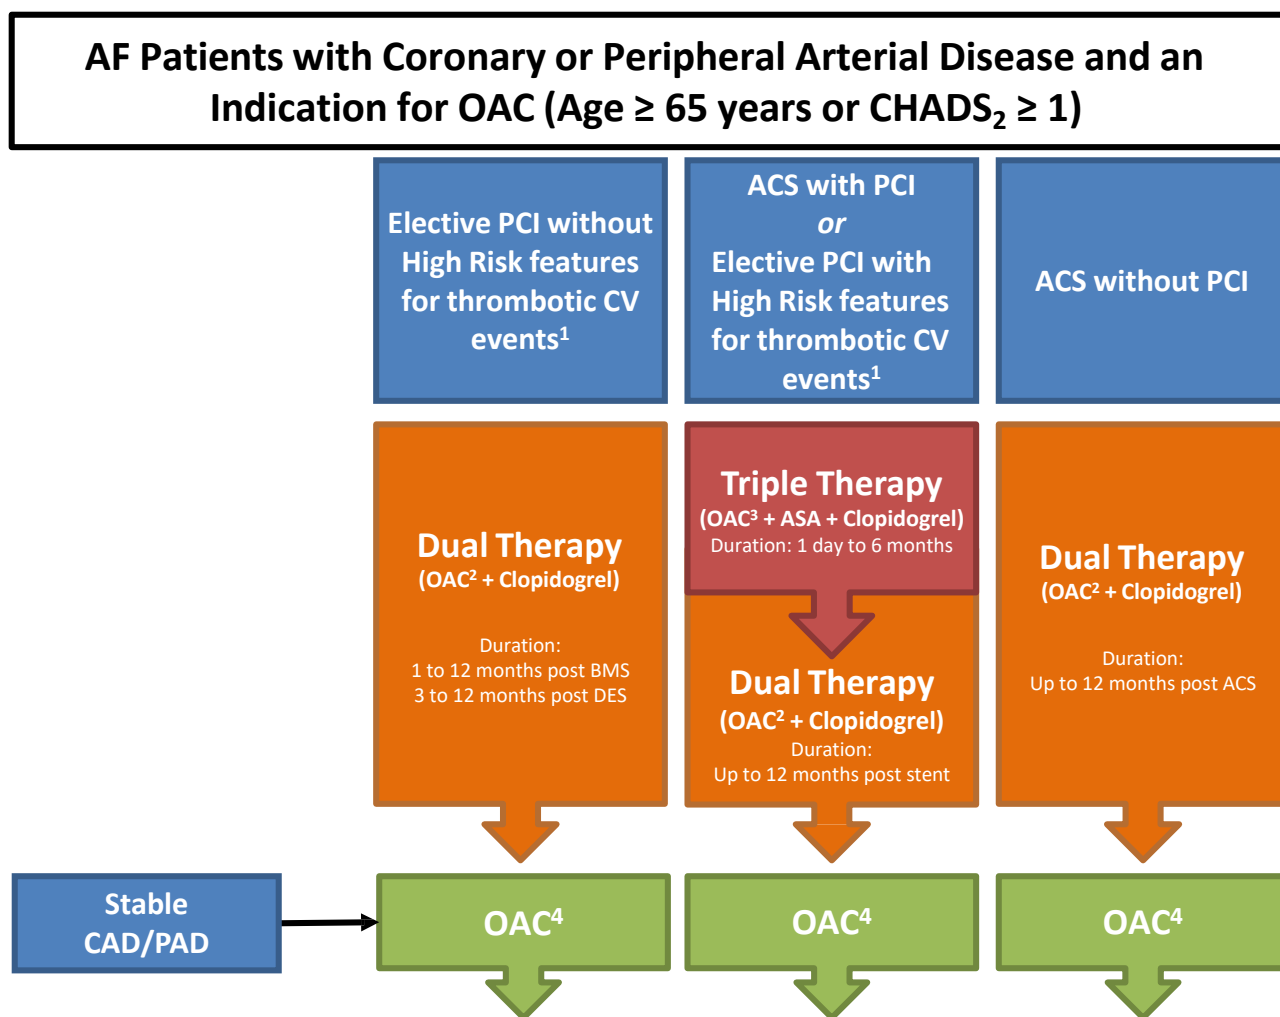 AF Patients with Coronary or Peripheral Arterial Disease and an
Indication for OAC (Age ≥ 65 years or CHADS₂ ≥ 1)
Elective PCI without
High Risk features
for thrombotic CV
events¹
ACS with PCI
or
Elective PCI with
High Risk features
for thrombotic CV
events¹
ACS without PCI
Dual Therapy
(OAC² + Clopidogrel)
Duration:
1 to 12 months post BMS
3 to 12 months post DES
Triple Therapy
(OAC³ + ASA + Clopidogrel)
Duration: 1 day to 6 months
Dual Therapy
(OAC² + Clopidogrel)
Duration:
Up to 12 months post stent
Dual Therapy
(OAC² + Clopidogrel)
Duration:
Up to 12 months post ACS
Stable
CAD/PAD
OAC⁴
OAC⁴
OAC⁴